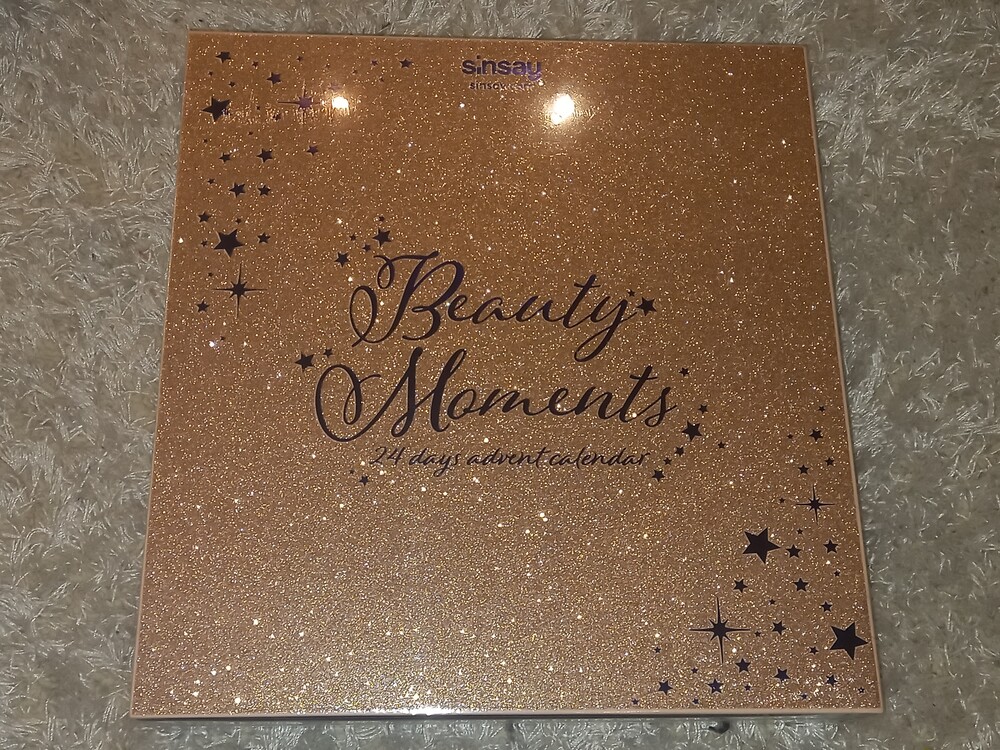 sinsay
Beauty
Moments
24 days advent calendar